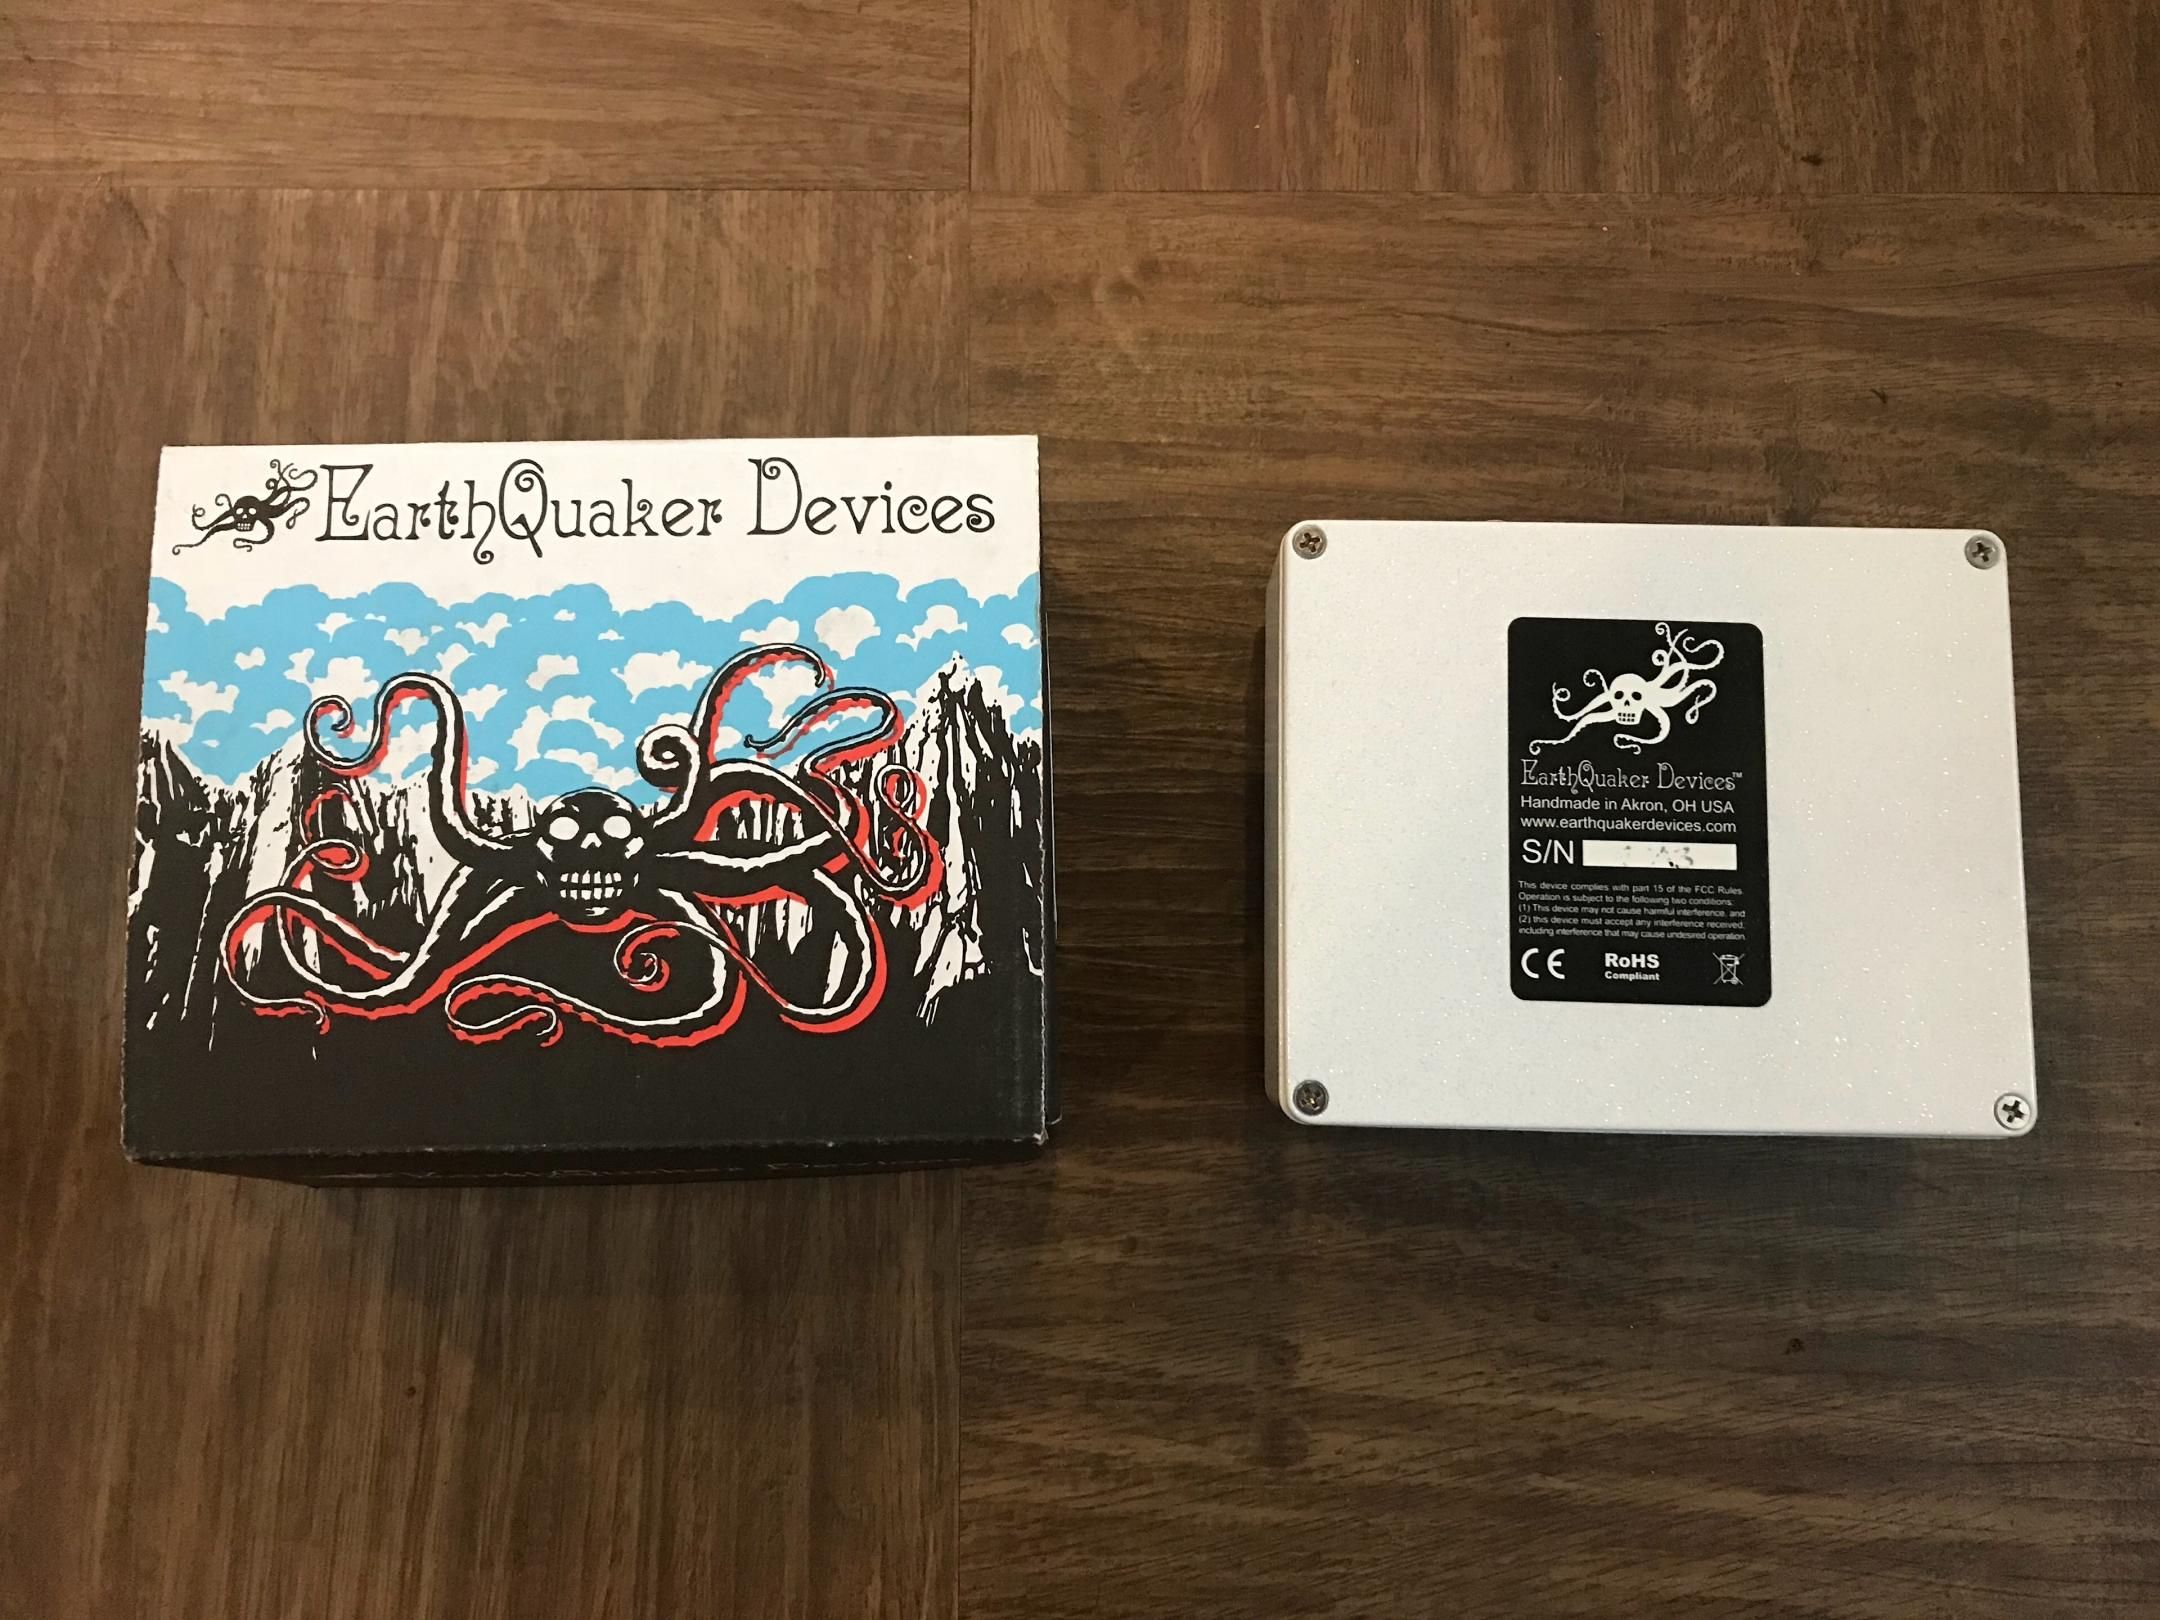 EarthQuaker Devices
EarthQuaker Devices™
Handmade in Akron, OH USA
www.earthquakerdevices.com
S/N
This device complies with part 15 of the FCC Rules.
Operation is subject to the following two conditions:
(1) This device may not cause harmful interference, and
(2) this device must accept any interference received,
including interference that may cause undesired operation.
CE
RoHS
Compliant